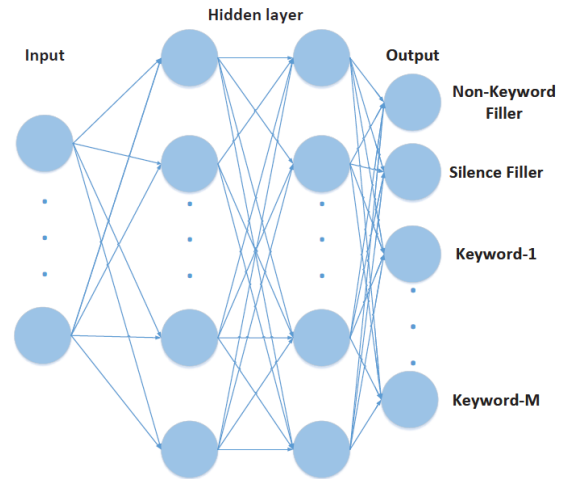 Hidden layer
Input
Output
Non-Keyword
Filler
Silence Filler
Keyword-1
Keyword-M